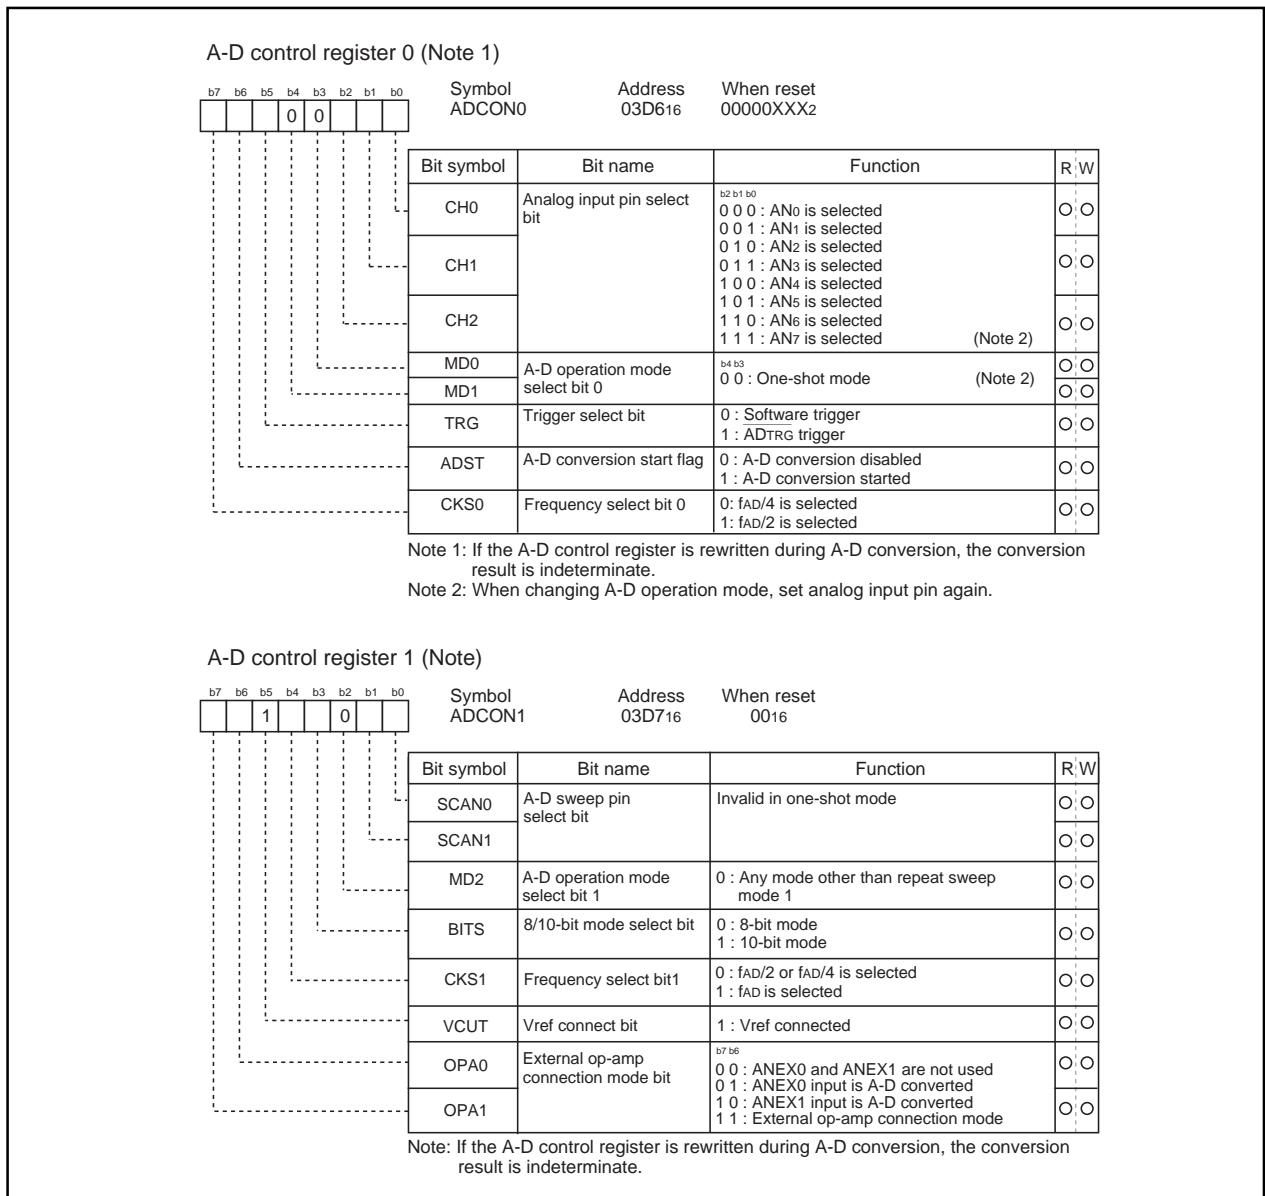 A-D control register 0 (Note 1)
b7 b6 b5 b4 b3 b2 b1 b0
0 0
Symbol Address When reset
ADCON0 03D616 00000XXX2
Bit symbol Bit name Function R W
CH0 Analog input pin select bit
b2 b1 b0
0 0 0 : AN0 is selected
0 0 1 : AN1 is selected
0 1 0 : AN2 is selected
0 1 1 : AN3 is selected
1 0 0 : AN4 is selected
1 0 1 : AN5 is selected
1 1 0 : AN6 is selected
1 1 1 : AN7 is selected (Note 2)
CH1
CH2
MD0 A-D operation mode select bit 0
b4 b3
0 0 : One-shot mode (Note 2)
MD1
TRG Trigger select bit
0 : Software trigger
1 : ADTRG trigger
ADST A-D conversion start flag
0 : A-D conversion disabled
1 : A-D conversion started
CKS0 Frequency select bit 0
0: fAD/4 is selected
1: fAD/2 is selected
Note 1: If the A-D control register is rewritten during A-D conversion, the conversion
result is indeterminate.
Note 2: When changing A-D operation mode, set analog input pin again.
A-D control register 1 (Note)
b7 b6 b5 b4 b3 b2 b1 b0
1 0
Symbol Address When reset
ADCON1 03D716 0016
Bit symbol Bit name Function R W
SCAN0 A-D sweep pin select bit
Invalid in one-shot mode
SCAN1
MD2 A-D operation mode select bit 1
0 : Any mode other than repeat sweep
mode 1
BITS 8/10-bit mode select bit
0 : 8-bit mode
1 : 10-bit mode
CKS1 Frequency select bit1
0 : fAD/2 or fAD/4 is selected
1 : fAD is selected
VCUT Vref connect bit
1 : Vref connected
OPA0 External op-amp connection mode bit
b7 b6
0 0 : ANEX0 and ANEX1 are not used
0 1 : ANEX0 input is A-D converted
1 0 : ANEX1 input is A-D converted
1 1 : External op-amp connection mode
OPA1
Note: If the A-D control register is rewritten during A-D conversion, the conversion
result is indeterminate.